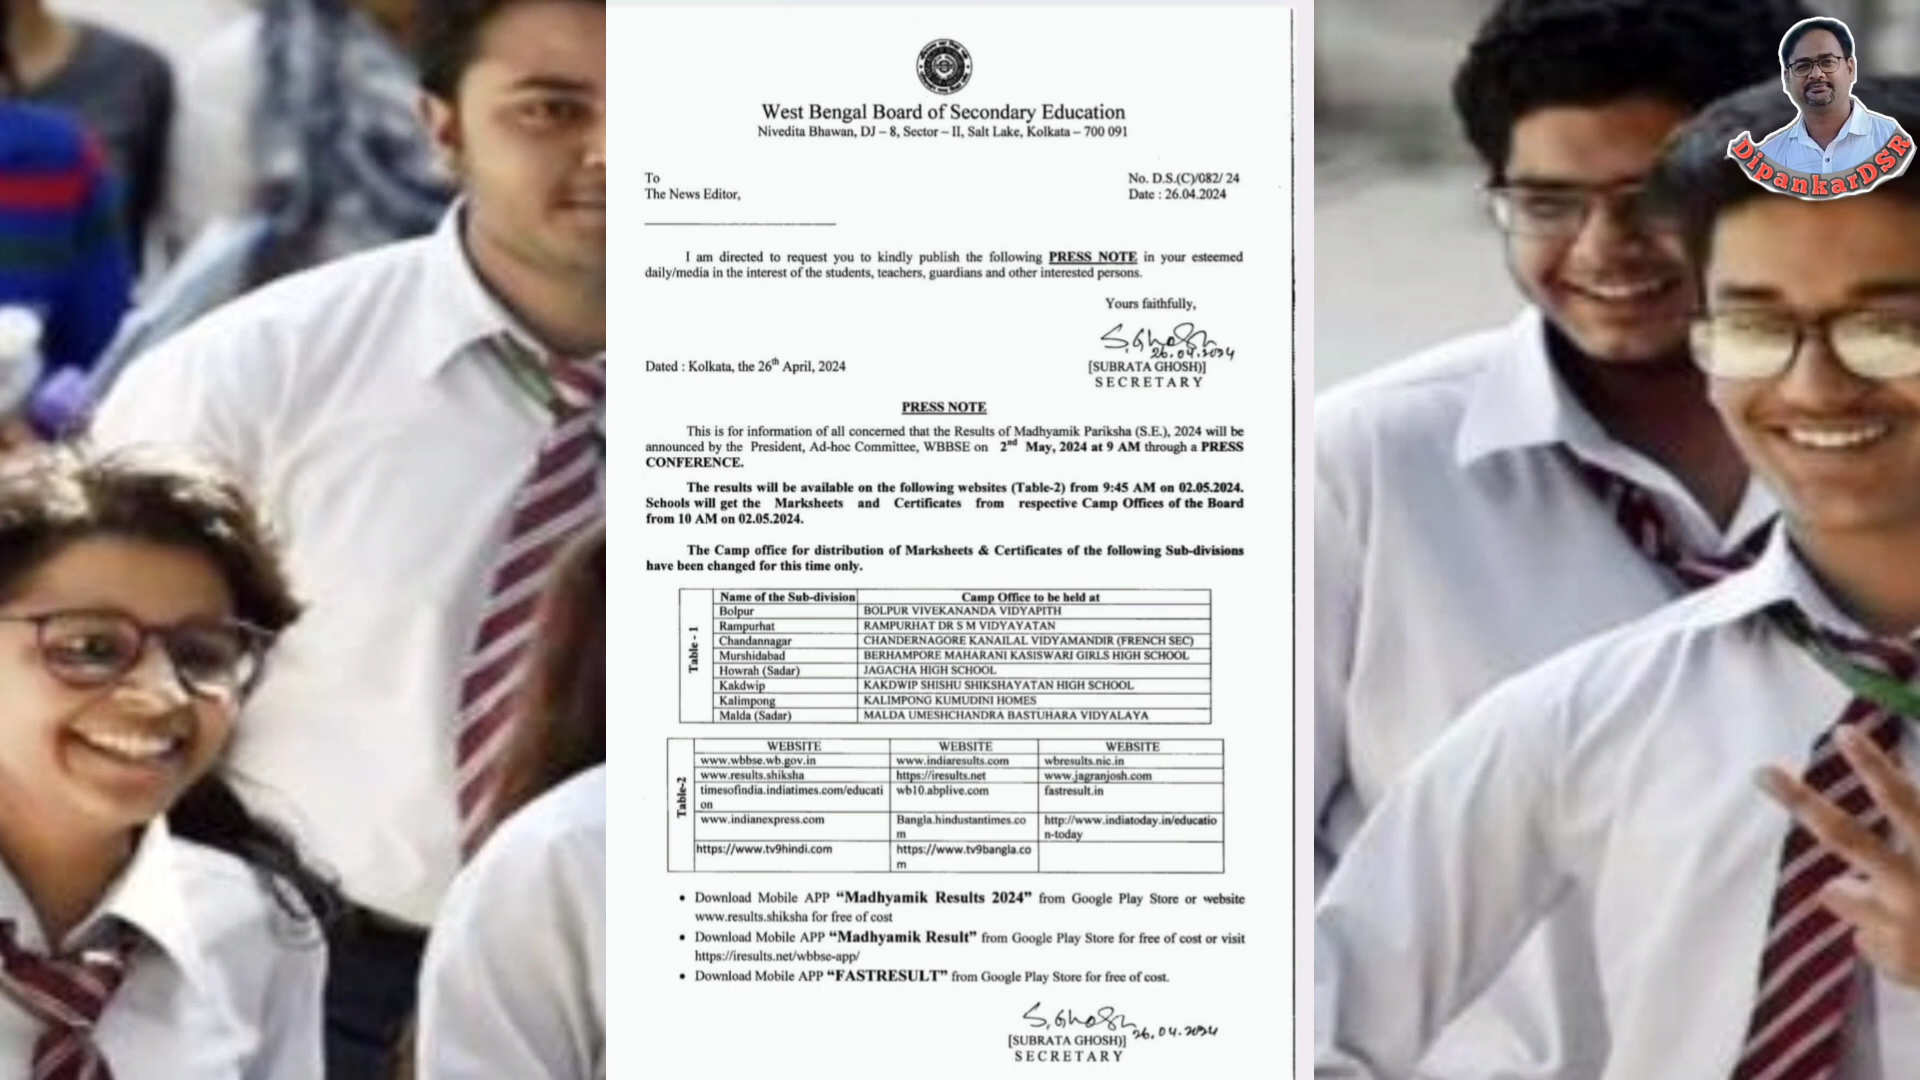 West Bengal Board of Secondary Education
Nivedita Bhawan, DJ – 8, Sector – II, Salt Lake, Kolkata – 700 091
To
The News Editor,
No. D.S.(C)/082/ 24
Date : 26.04.2024
I am directed to request you to kindly publish the following PRESS NOTE in your esteemed
daily/media in the interest of the students, teachers, guardians and other interested persons.
Yours faithfully,
S. Ghosh
26.04.2024
Dated : Kolkata, the 26th April, 2024
[SUBRATA GHOSH)]
SECRETARY
PRESS NOTE
This is for information of all concerned that the Results of Madhyamik Pariksha (S.E.), 2024 will be
announced by the President, Ad-hoc Committee, WBBSE on 2nd May, 2024 at 9 AM through a PRESS
CONFERENCE.
The results will be available on the following websites (Table-2) from 9:45 AM on 02.05.2024.
Schools will get the Marksheets and Certificates from respective Camp Offices of the Board
from 10 AM on 02.05.2024.
The Camp office for distribution of Marksheets & Certificates of the following Sub-divisions
have been changed for this time only.
Table - 1
Name of the Sub-division Camp Office to be held at
Bolpur BOLPUR VIVEKANANDA VIDYAPITH
Rampurhat RAMPURHAT DR S M VIDYAYATAN
Chandannagar CHANDERNAGORE KANAILAL VIDYAMANDIR (FRENCH SEC)
Murshidabad BERHAMPORE MAHARANI KASISWARI GIRLS HIGH SCHOOL
Howrah (Sadar) JAGACHA HIGH SCHOOL
Kakdwip KAKDWIP SHISHU SHIKSHAYATAN HIGH SCHOOL
Kalimpong KALIMPONG KUMUDINI HOMES
Malda (Sadar) MALDA UMESHCHANDRA BASTUHARA VIDYALAYA
Table-2
WEBSITE WEBSITE WEBSITE
www.wbbse.wb.gov.in www.indiaresults.com wbresults.nic.in
www.results.shiksha https://iresults.net www.jagranjosh.com
timesofindia.indiatimes.com/educati wb10.abplive.com fastresult.in
on
www.indianexpress.com Bangla.hindustantimes.co http://www.indiatoday.in/educatio
m n-today
https://www.tv9hindi.com https://www.tv9bangla.co
m
• Download Mobile APP “Madhyamik Results 2024” from Google Play Store or website
www.results.shiksha for free of cost
• Download Mobile APP “Madhyamik Result” from Google Play Store for free of cost or visit
https://iresults.net/wbbse-app/
• Download Mobile APP “FASTRESULT” from Google Play Store for free of cost.
S. Ghosh 26.04.2024
[SUBRATA GHOSH)]
SECRETARY
DipankarDSR